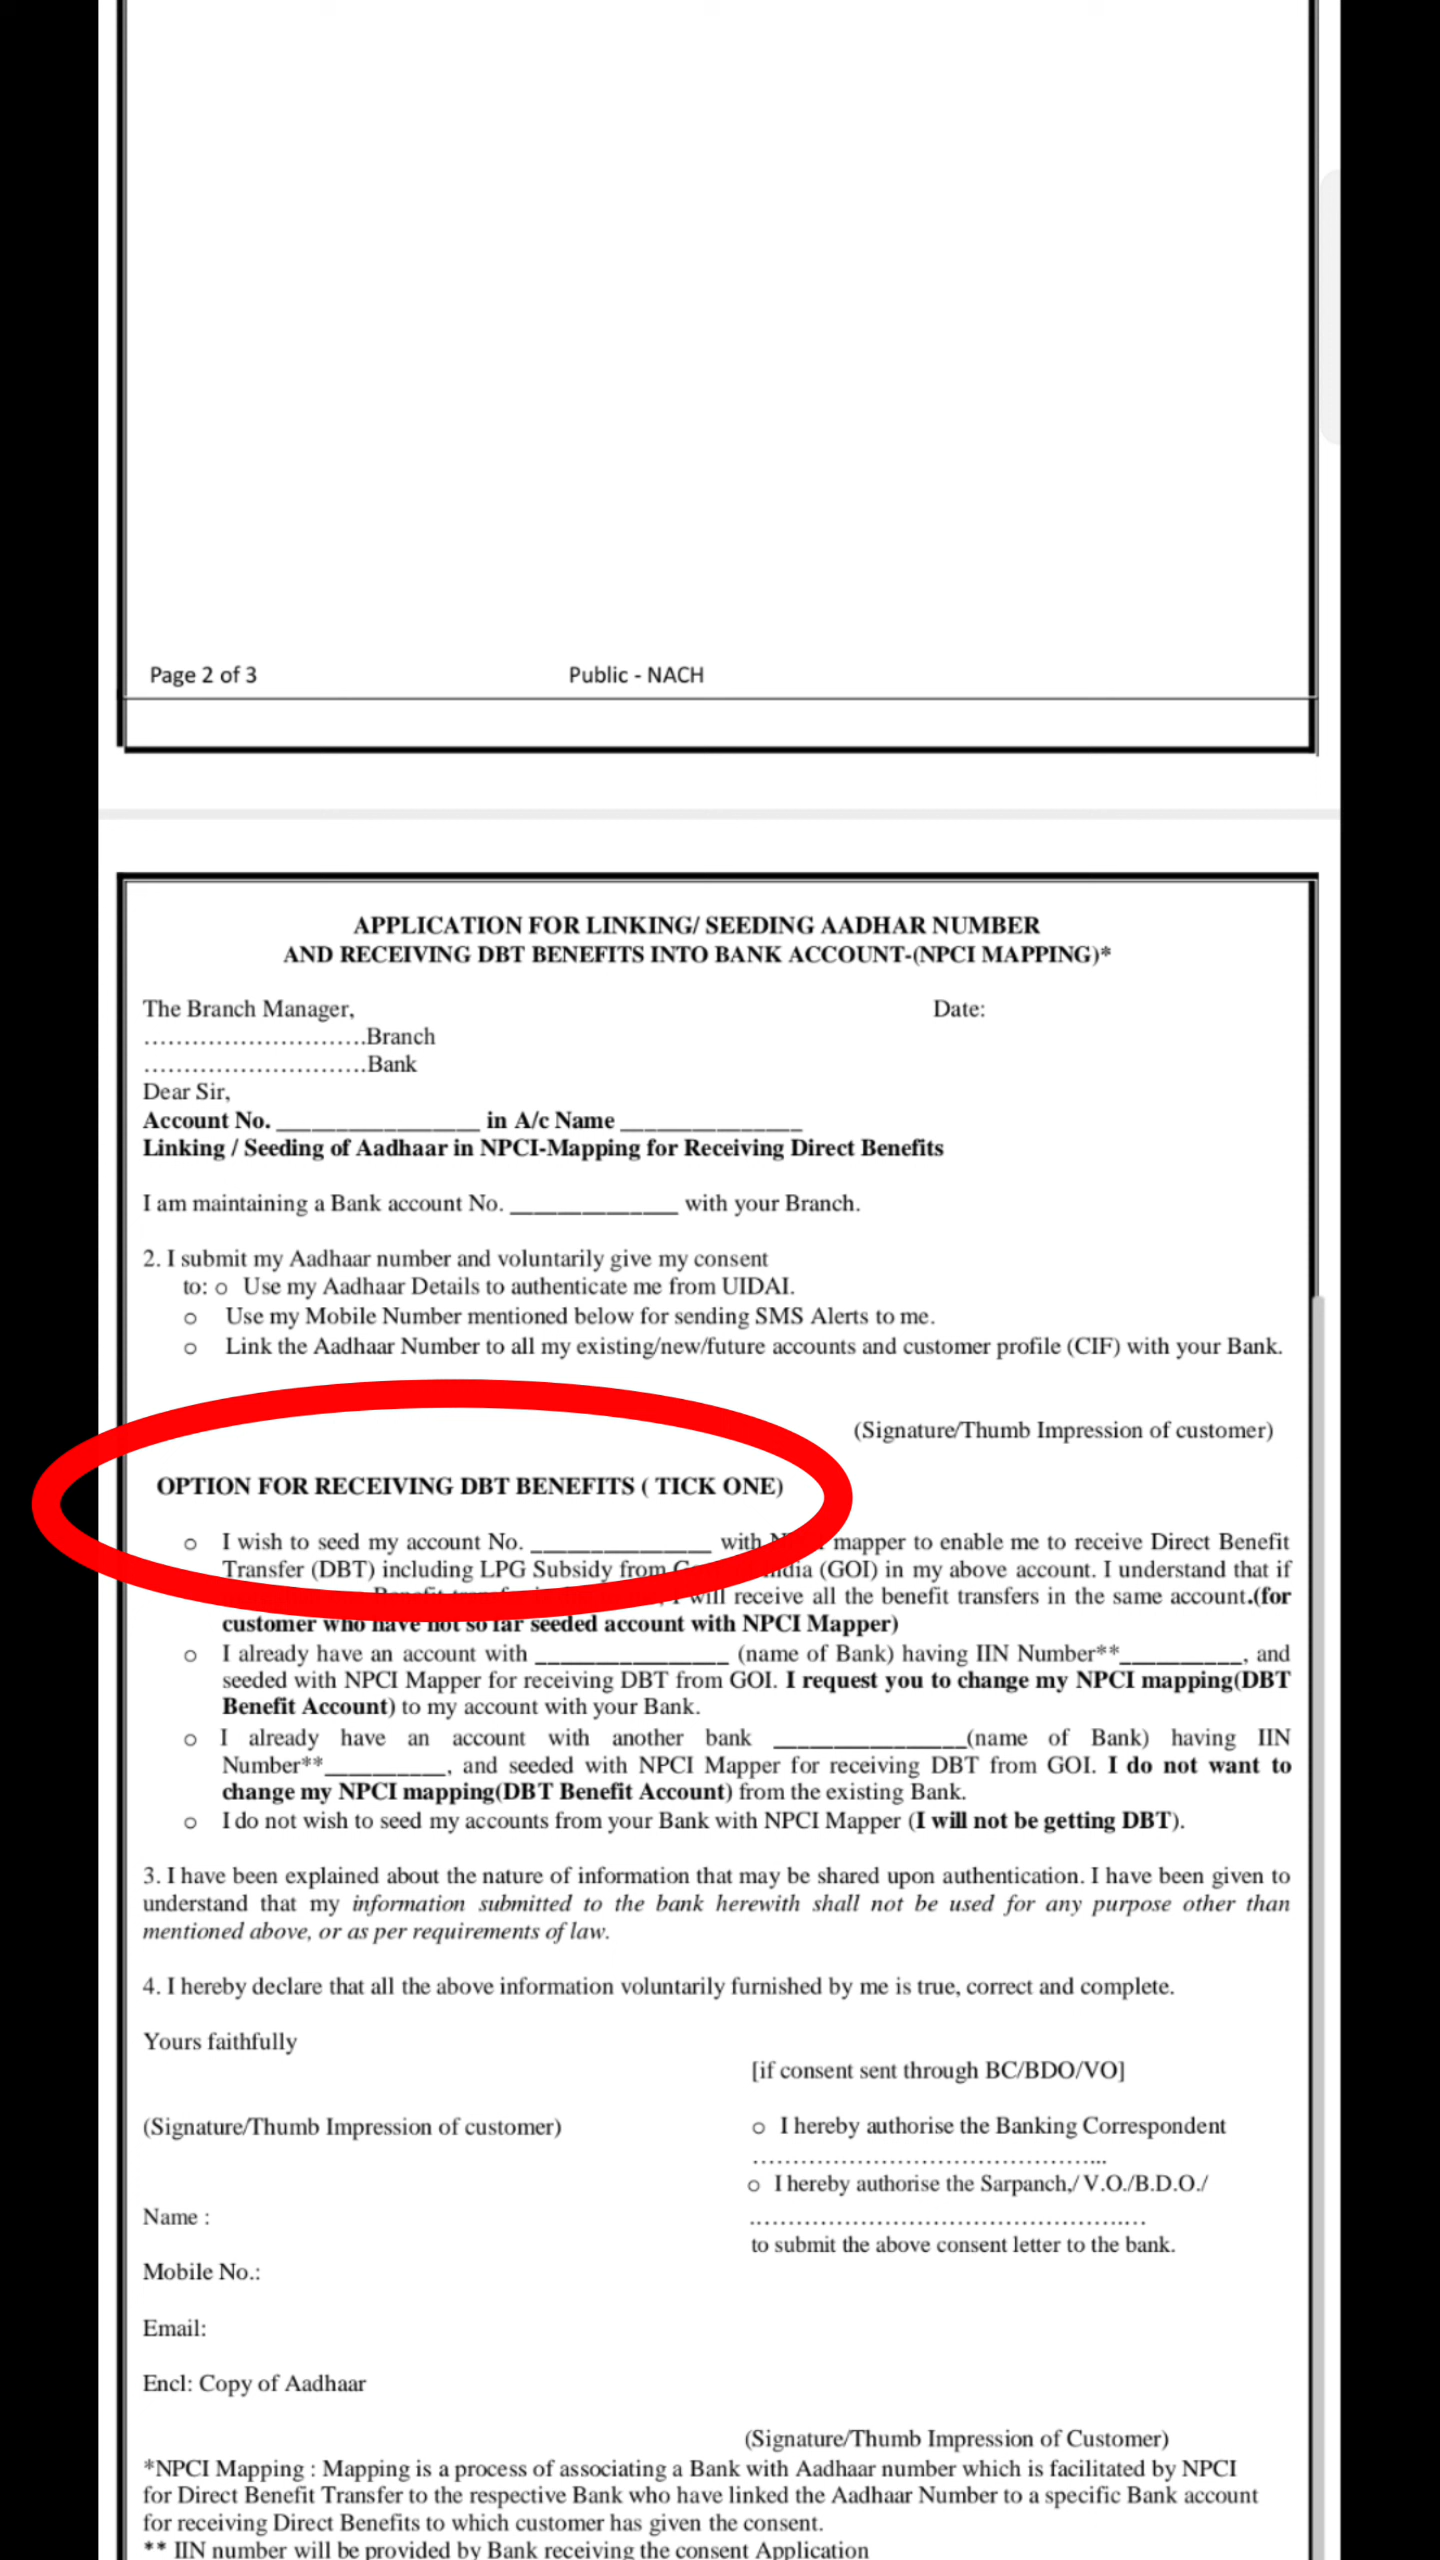 Page 2 of 3 Public - NACH
APPLICATION FOR LINKING/ SEEDING AADHAR NUMBER
AND RECEIVING DBT BENEFITS INTO BANK ACCOUNT-(NPCI MAPPING)*
The Branch Manager, Date:
............................Branch
............................Bank
Dear Sir,
Account No. _________________ in A/c Name _______________
Linking / Seeding of Aadhaar in NPCI-Mapping for Receiving Direct Benefits
I am maintaining a Bank account No. ______________ with your Branch.
2. I submit my Aadhaar number and voluntarily give my consent
to: o Use my Aadhaar Details to authenticate me from UIDAI.
o Use my Mobile Number mentioned below for sending SMS Alerts to me.
o Link the Aadhaar Number to all my existing/new/future accounts and customer profile (CIF) with your Bank.
(Signature/Thumb Impression of customer)
OPTION FOR RECEIVING DBT BENEFITS ( TICK ONE)
o I wish to seed my account No. _______________ with mapper to enable me to receive Direct Benefit
Transfer (DBT) including LPG Subsidy from (GOI) in my above account. I understand that if
will receive all the benefit transfers in the same account.(for
customer who have not so far seeded account with NPCI Mapper)
o I already have an account with ________________ (name of Bank) having IIN Number**__________, and
seeded with NPCI Mapper for receiving DBT from GOI. I request you to change my NPCI mapping(DBT
Benefit Account) to my account with your Bank.
o I already have an account with another bank ________________(name of Bank) having IIN
Number**__________, and seeded with NPCI Mapper for receiving DBT from GOI. I do not want to
change my NPCI mapping(DBT Benefit Account) from the existing Bank.
o I do not wish to seed my accounts from your Bank with NPCI Mapper (I will not be getting DBT).
3. I have been explained about the nature of information that may be shared upon authentication. I have been given to
understand that my information submitted to the bank herewith shall not be used for any purpose other than
mentioned above, or as per requirements of law.
4. I hereby declare that all the above information voluntarily furnished by me is true, correct and complete.
Yours faithfully
[if consent sent through BC/BDO/VO]
(Signature/Thumb Impression of customer) o I hereby authorise the Banking Correspondent
............................................
o I hereby authorise the Sarpanch,/ V.O./B.D.O./
Name : ..................................................
to submit the above consent letter to the bank.
Mobile No.:
Email:
Encl: Copy of Aadhaar
(Signature/Thumb Impression of Customer)
*NPCI Mapping : Mapping is a process of associating a Bank with Aadhaar number which is facilitated by NPCI
for Direct Benefit Transfer to the respective Bank who have linked the Aadhaar Number to a specific Bank account
for receiving Direct Benefits to which customer has given the consent.
** IIN number will be provided by Bank receiving the consent Application